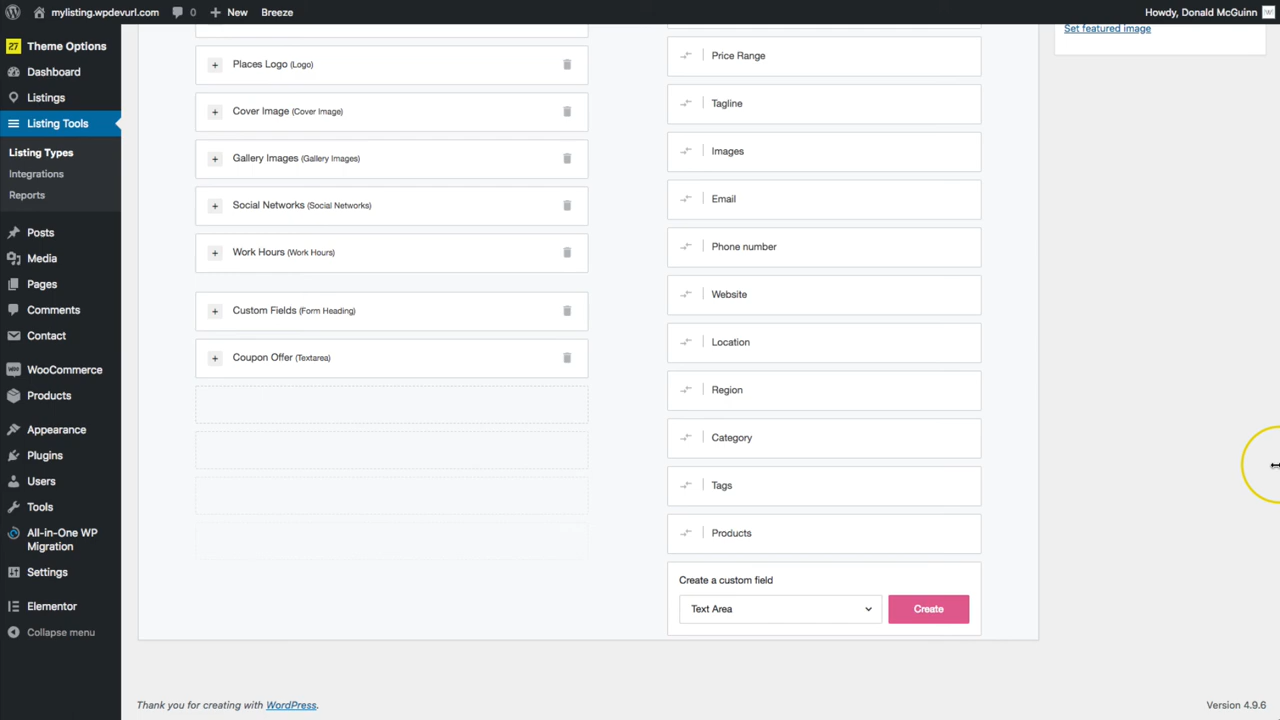 mylisting.wpdevurl.com
0
New
Breeze
Howdy, Donald McGuinn
27
Theme Options
Dashboard
Listings
Listing Tools
Listing Types
Integrations
Reports
Posts
Media
Pages
Comments
Contact
WooCommerce
Products
Appearance
Plugins
Users
Tools
All-in-One WP
Migration
Settings
Elementor
Collapse menu
Places Logo (Logo)
Cover Image (Cover Image)
Gallery Images (Gallery Images)
Social Networks (Social Networks)
Work Hours (Work Hours)
Custom Fields (Form Heading)
Coupon Offer (Textarea)
Price Range
Tagline
Images
Email
Phone number
Website
Location
Region
Category
Tags
Products
Create a custom field
Text Area
Create
Set featured image
Thank you for creating with WordPress.
Version 4.9.6